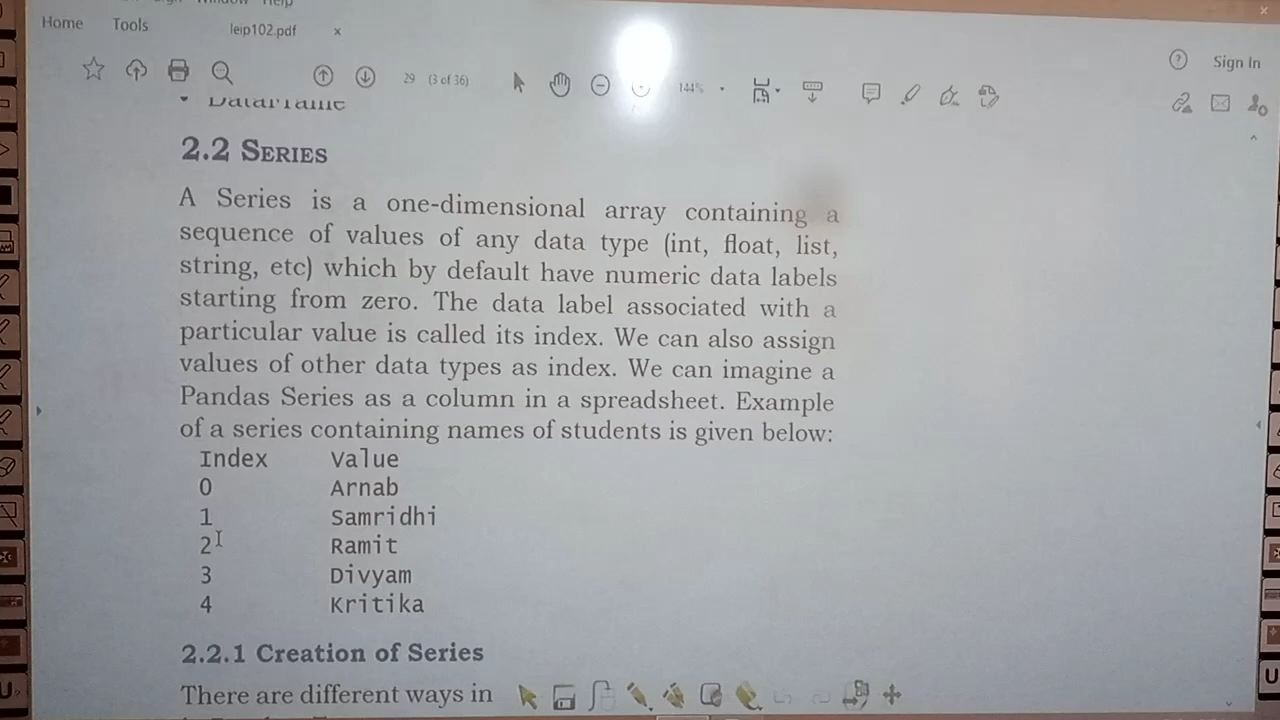 Help
Home Tools leip102.pdf x
29 (3 of 36) 144% Sign In
• Dataframe
2.2 SERIES
A Series is a one-dimensional array containing a
sequence of values of any data type (int, float, list,
string, etc) which by default have numeric data labels
starting from zero. The data label associated with a
particular value is called its index. We can also assign
values of other data types as index. We can imagine a
Pandas Series as a column in a spreadsheet. Example
of a series containing names of students is given below:
Index Value
0 Arnab
1 Samridhi
2 Ramit
3 Divyam
4 Kritika
2.2.1 Creation of Series
There are different ways in